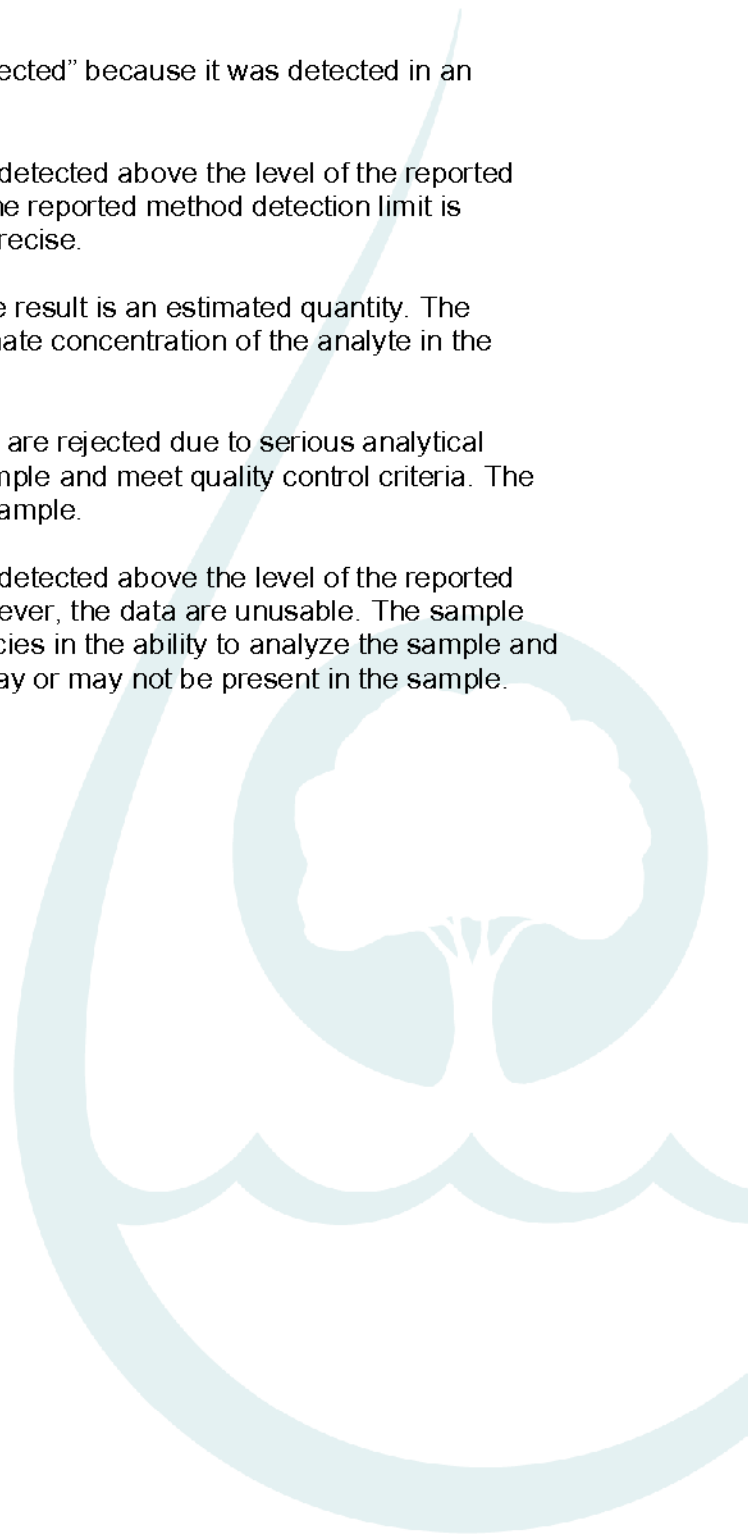 ected” because it was detected in an
detected above the level of the reported
he reported method detection limit is
recise.
e result is an estimated quantity. The
nate concentration of the analyte in the
are rejected due to serious analytical
mple and meet quality control criteria. The
ample.
detected above the level of the reported
ever, the data are unusable. The sample
cies in the ability to analyze the sample and
ay or may not be present in the sample.